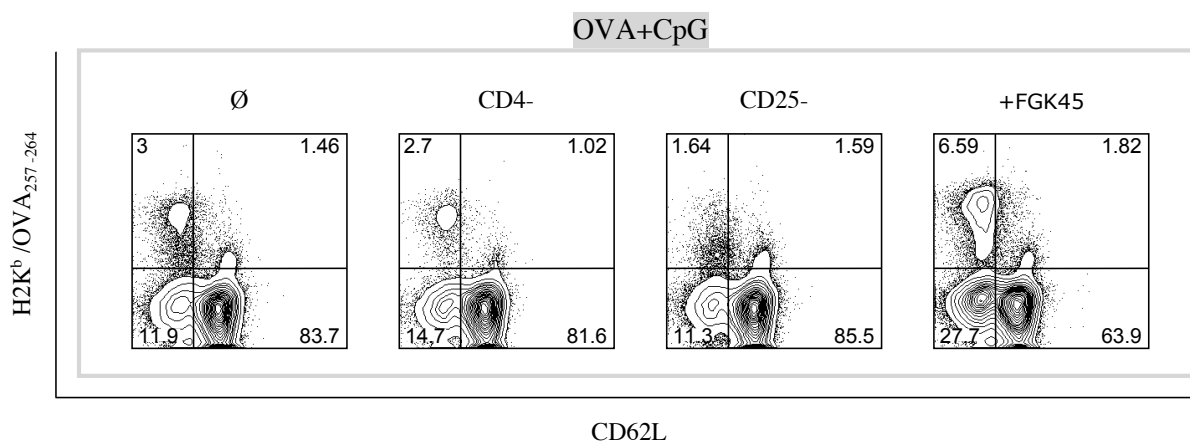 OVA+CpG
Ø CD4- CD25- +FGK45
3 1.46 2.7 1.02 1.64 1.59 6.59 1.82
H2Kᵇ /OVA₂₅₇ ₋₂₆₄
11.9 83.7 14.7 81.6 11.3 85.5 27.7 63.9
CD62L